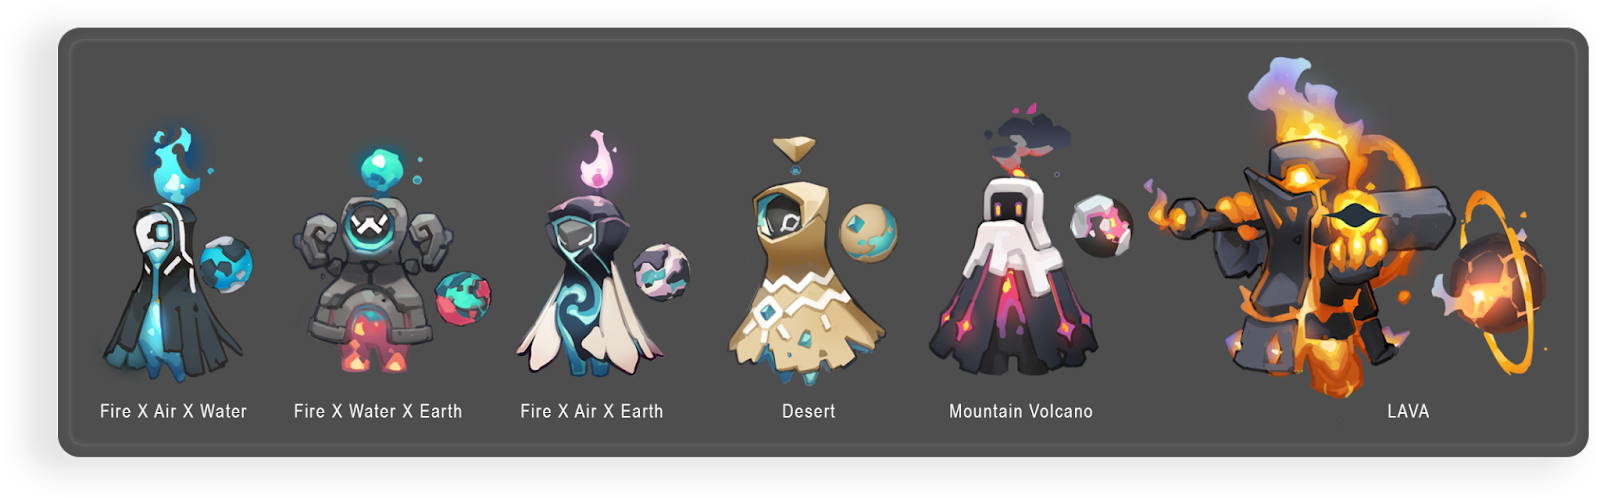 Fire X Air X Water
Fire X Water X Earth
Fire X Air X Earth
Desert
Mountain Volcano
LAVA